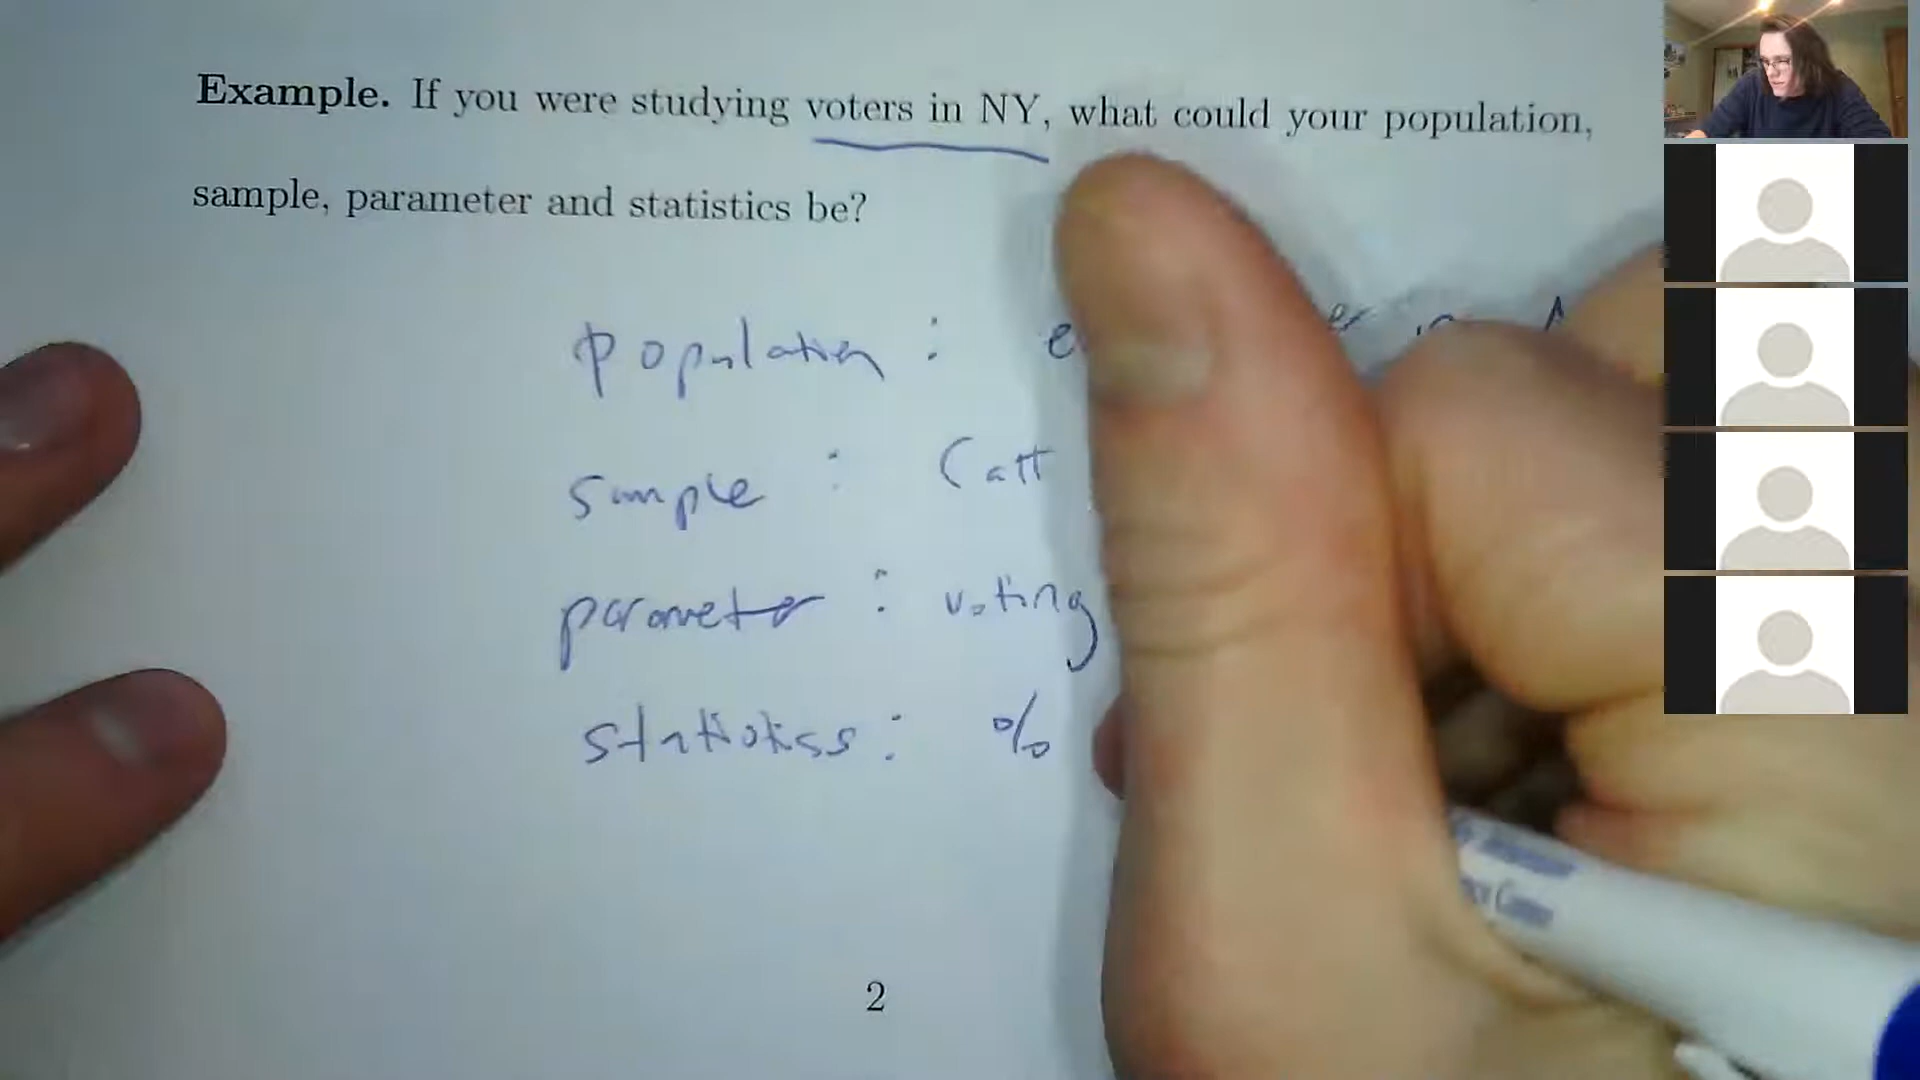 Example. If you were studying voters in NY, what could your population,
sample, parameter and statistics be?
population :
sample : Catt
parameter : voting
statistics : %
2